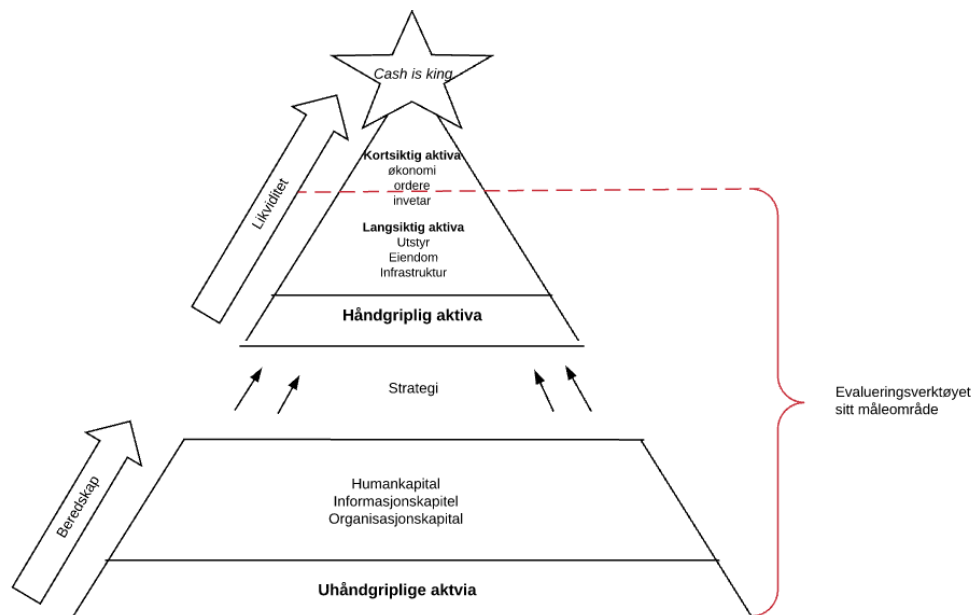 Cash is king
Kortsiktig aktiva
økonomi
ordere
invetar
Likviditet
Langsiktig aktiva
Utstyr
Eiendom
Infrastruktur
Håndgriplig aktiva
Strategi
Evalueringsverktøyet
sitt måleområde
Beredskap
Humankapital
Informasjonskapitel
Organisasjonskapital
Uhåndgriplige aktvia